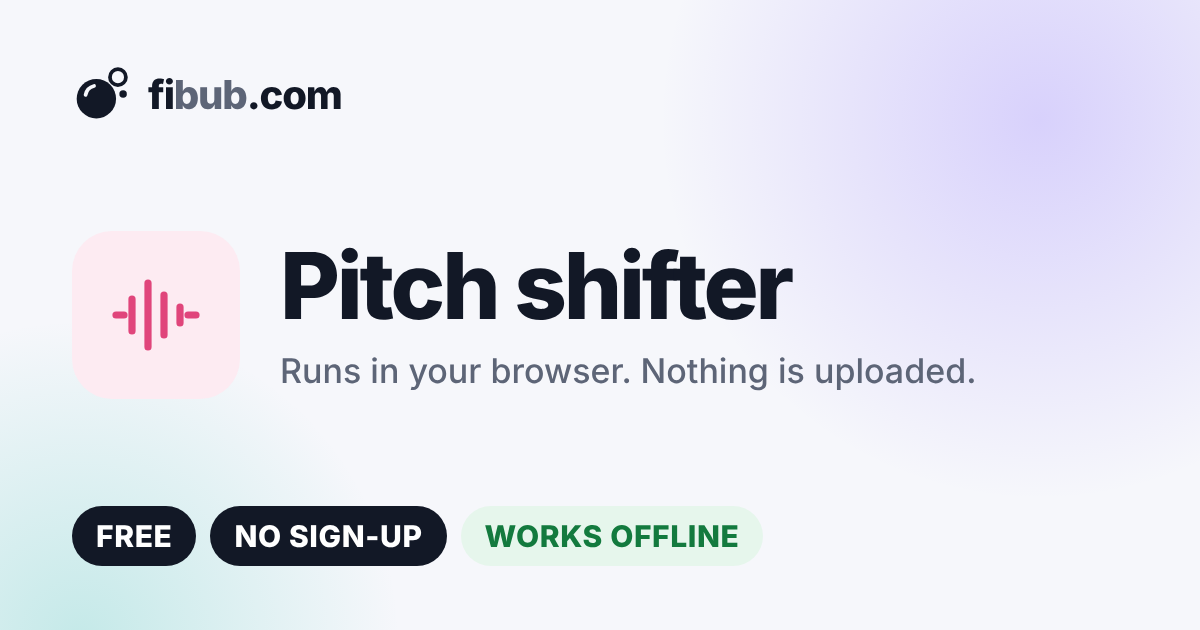 fibub.com
Pitch shifter
Runs in your browser. Nothing is uploaded.
FREE NO SIGN-UP WORKS OFFLINE